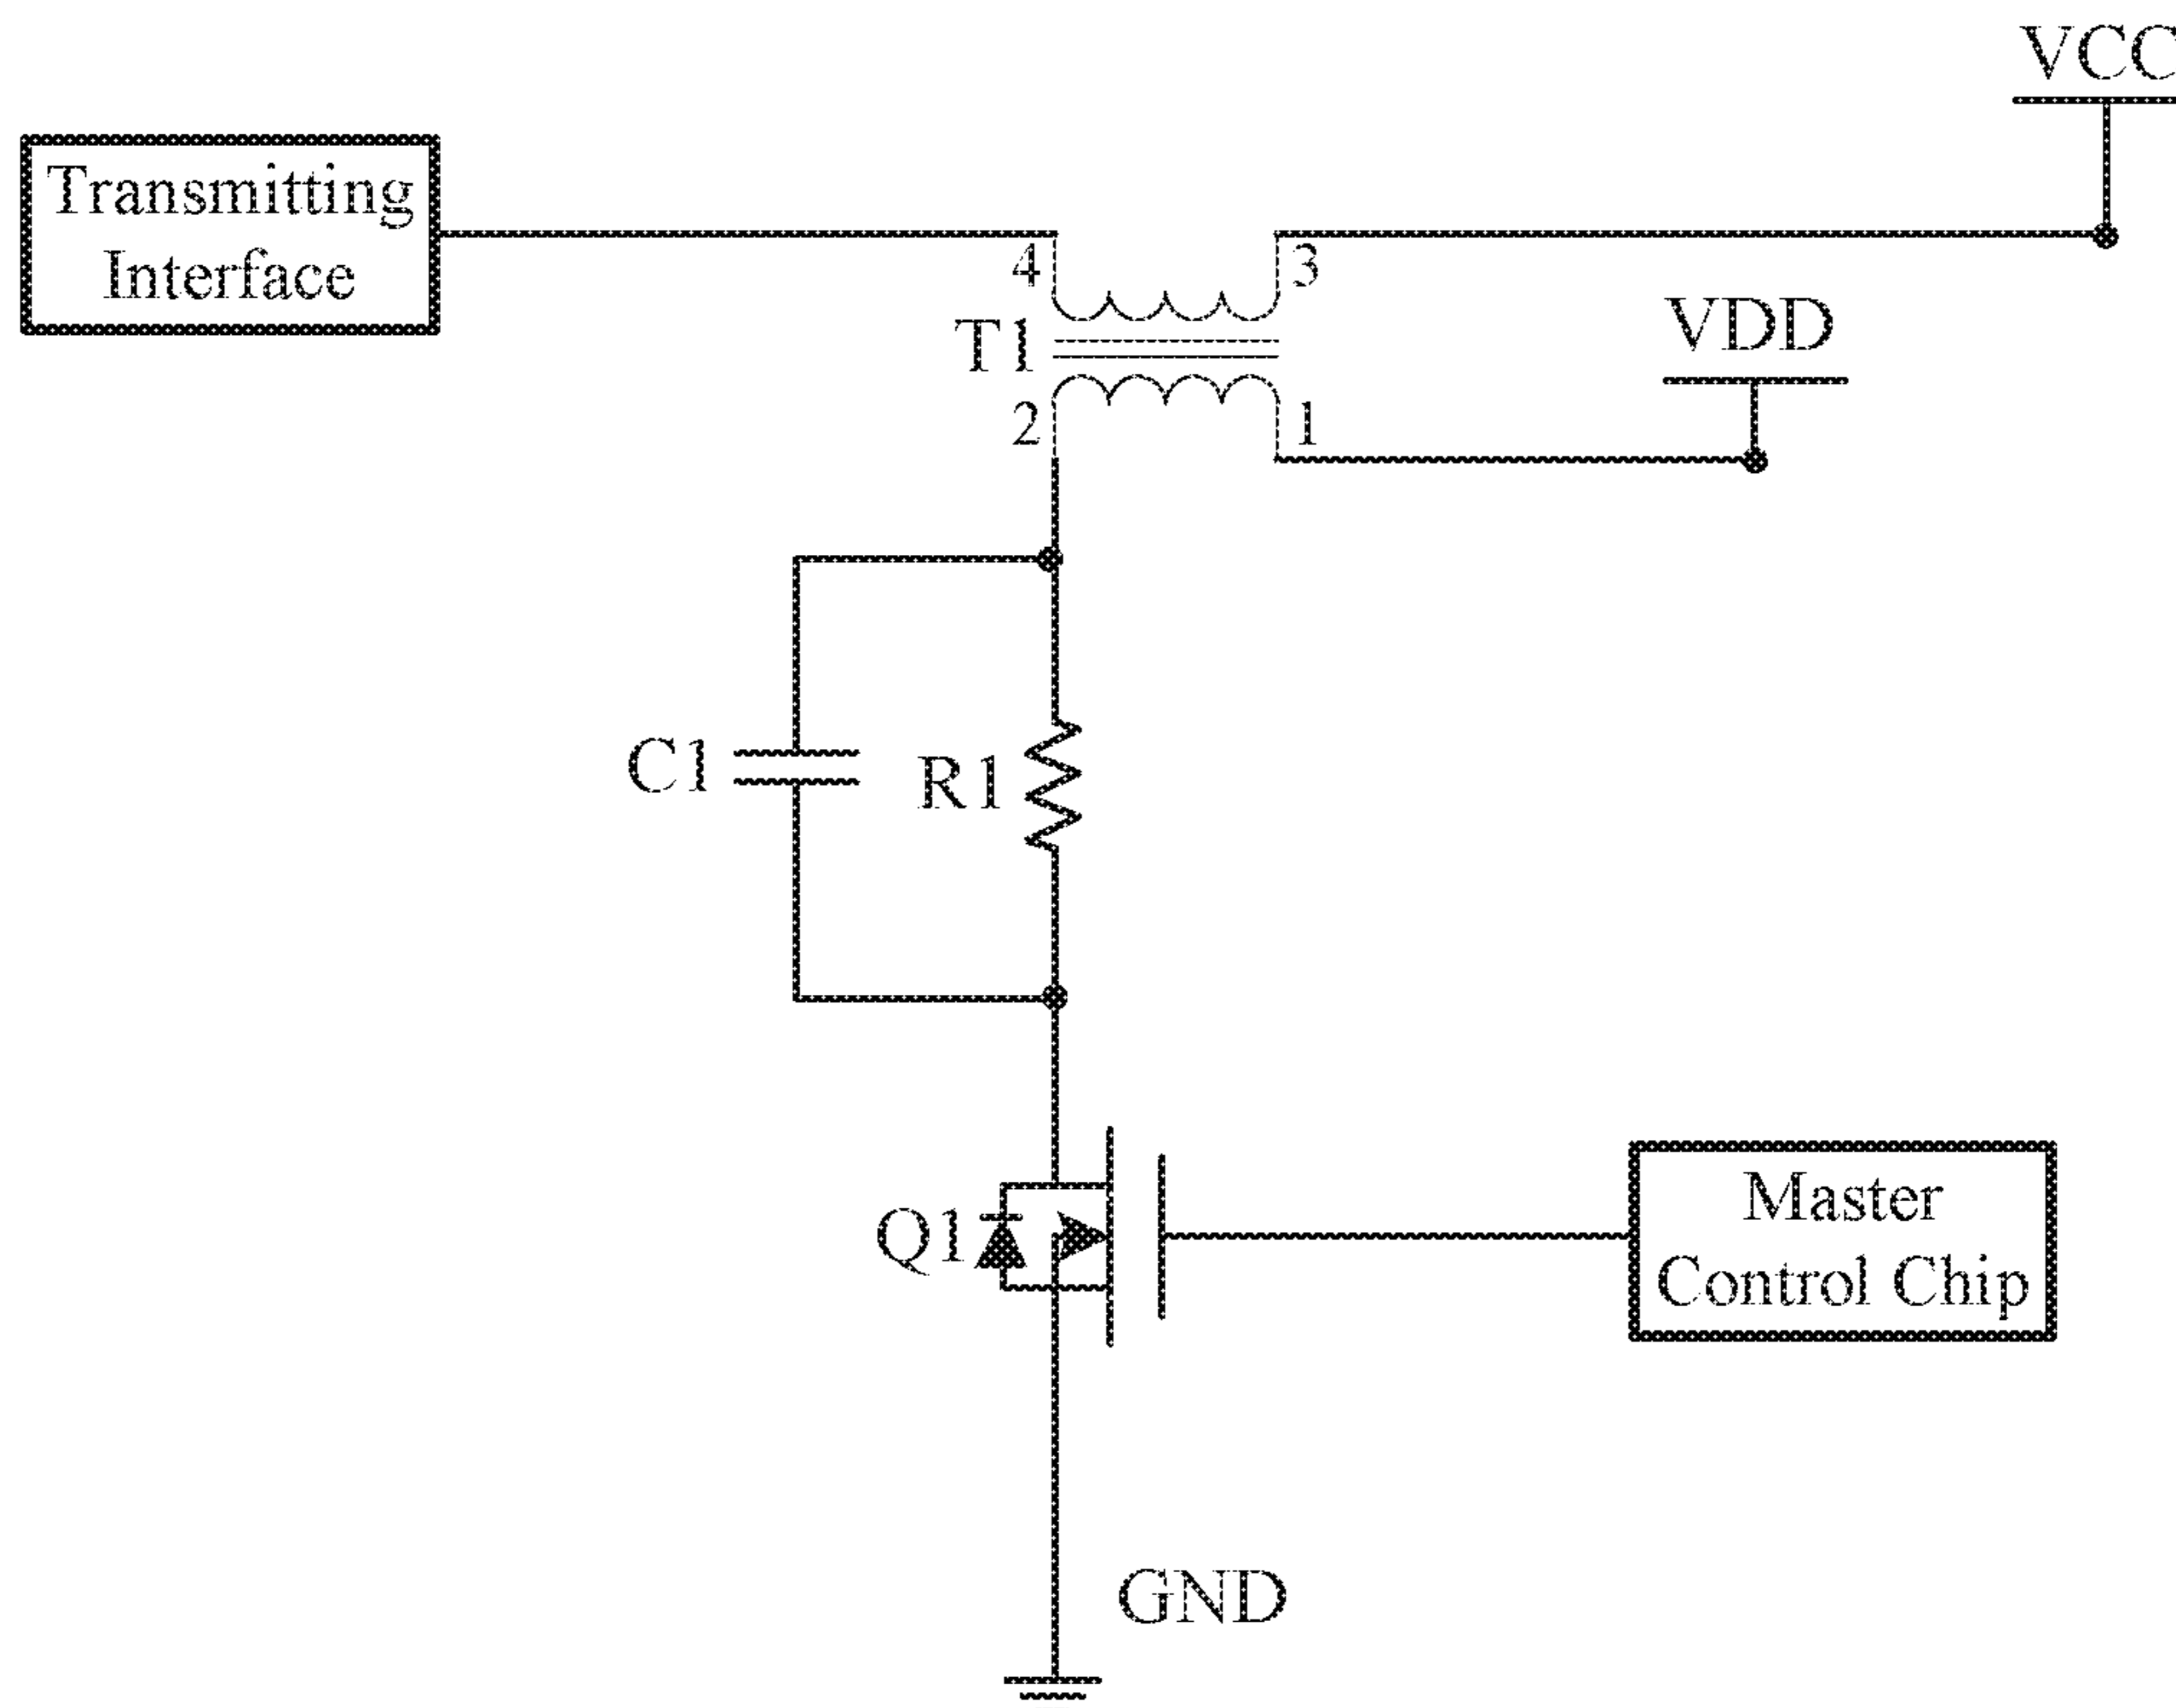 VCC
Transmitting
Interface
4
3
T1
VDD
2
1
C1
R1
Q1
Master
Control Chip
GND